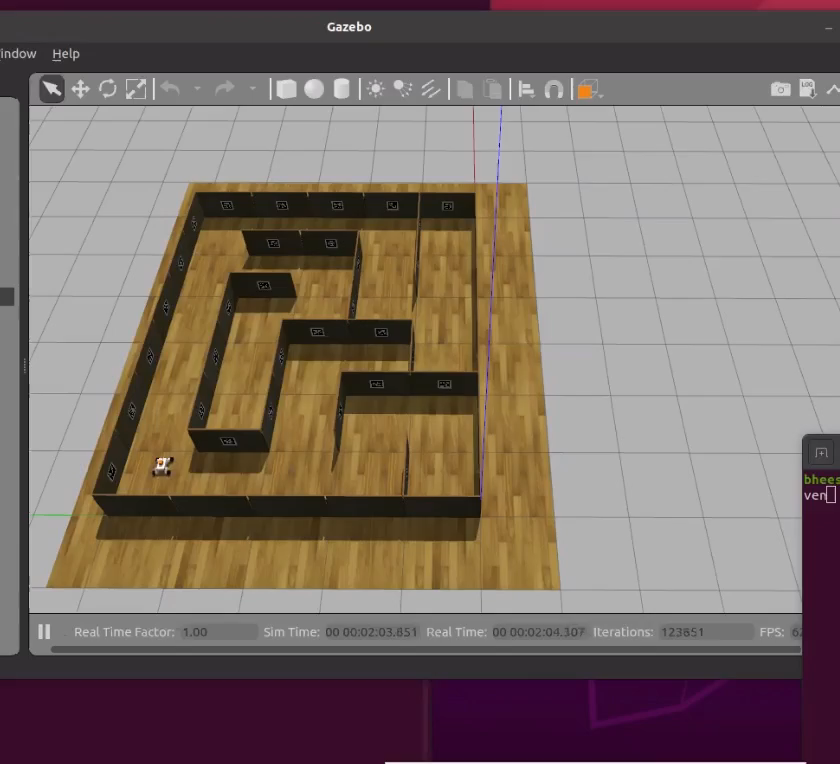 Gazebo
indow Help
bhees
ven
Real Time Factor: 1.00 Sim Time: 00 00:02:03.851 Real Time: 00 00:02:04.307 Iterations: 123851 FPS: 6